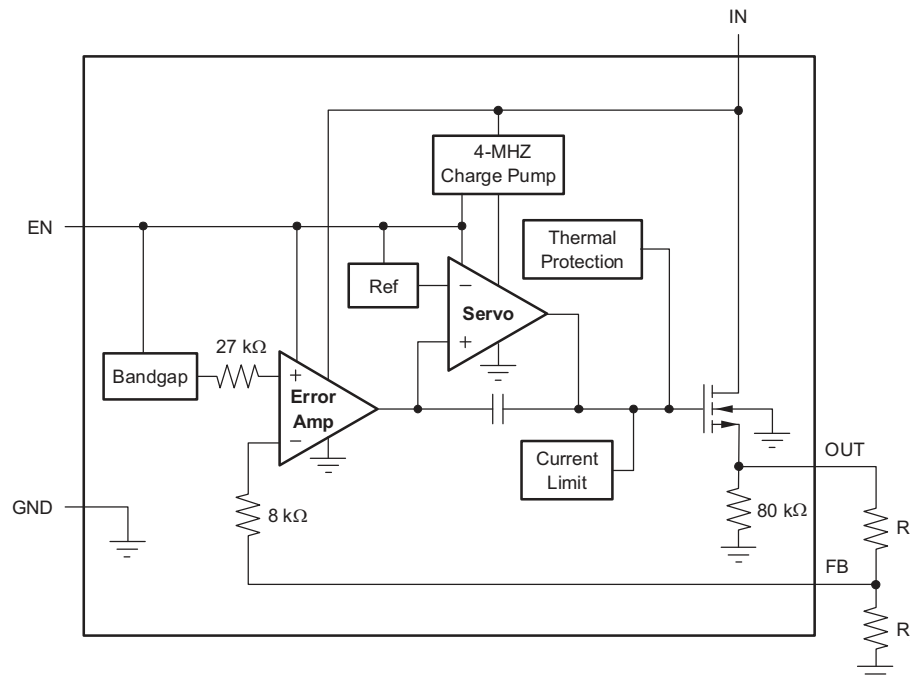 IN
4-MHZ
Charge Pump
EN
Thermal
Protection
Ref
−
Servo
+
27 kΩ
Bandgap
+
Error
Amp
−
Current
Limit
OUT
GND
8 kΩ
80 kΩ
R
FB
R